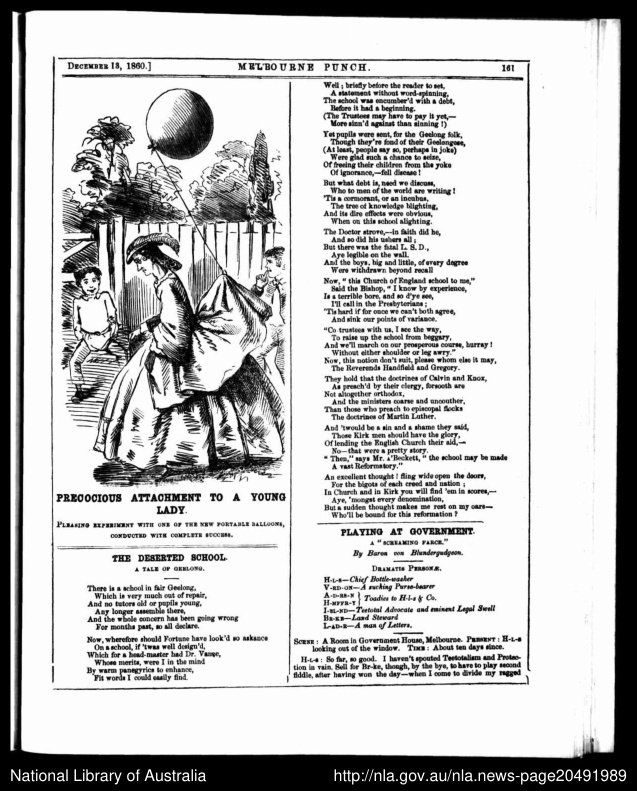 DECEMBER 13, 1860.] MELBOURNE PUNCH. 161
PRECOCIOUS ATTACHMENT TO A YOUNG
LADY.
PLEASING EXPERIMENT WITH ONE OF THE NEW PORTABLE BALLOONS,
CONDUCTED WITH COMPLETE SUCCESS.
THE DESERTED SCHOOL.
A TALE OF GEELONG.
There is a school in fair Geelong,
Which is very much out of repair,
And no tutors old or pupils young,
Any longer assemble there,
And the whole concern has been going wrong
For months past, so all declare.
Now, wherefore should Fortune have look'd so askance
On a school, if 'twas well design'd,
Which for a head-master had Dr. Vance,
Whose merits, were I in the mind
By warm panegyrics to enhance,
Fit words I could easily find.
Well; briefly before the reader to set,
A statement without word-spinning,
The school was encumber'd with a debt,
Before it had a beginning.
(The Trustees may have to pay it yet,—
More sinn'd against than sinning!)
Yet pupils were sent, for the Geelong folk,
Though they're fond of their Geelongese,
(At least, people say so, perhaps in joke)
Were glad such a chance to seize,
Of freeing their children from the yoke
Of ignorance,—fell disease!
But what debt is, need we discuss,
Who to men of the world are writing!
'Tis a cormorant, or an incubus,
The tree of knowledge blighting,
And its dire effects were obvious,
When on this school alighting.
The Doctor strove,—in faith did he,
And so did his ushers all;
But there was the fatal L. S. D.,
Aye legible on the wall.
And the boys, big and little, of every degree
Were withdrawn beyond recall
Now, "this Church of England school to me,"
Said the Bishop, "I know by experience,
Is a terrible bore, and so d'ye see,
I'll call in the Presbyterians;
'Tis hard if for once we can't both agree,
And sink our points of variance.
"Co trustees with us, I see the way,
To raise up the school from beggary,
And we'll march on our prosperous course, hurray!
Without either shoulder or leg awry."
Now, this notion don't suit, please whom else it may,
The Reverends Handfield and Gregory.
They hold that the doctrines of Calvin and Knox,
As preach'd by their clergy, forsooth are
Not altogether orthodox,
And the ministers coarse and uncouther,
Than those who preach to episcopal flocks
The doctrines of Martin Luther.
And 'twould be a sin and a shame they said,
Those Kirk men should have the glory,
Of lending the English Church their aid,—
No—that were a pretty story.
"Then," says Mr. A'Beckett, "the school may be made
A vast Reformatory."
An excellent thought! fling wide open the doors,
For the bigots of each creed and nation;
In Church and in Kirk you will find 'em in scores,—
Aye, 'mongst every denomination,
But a sudden thought makes me rest on my oars—
Who'll be bound for this reformation?
PLAYING AT GOVERNMENT.
A "SCREAMING FARCE."
By Baron von Blundergudgeon.
DRAMATIS PERSONÆ.
H-L-S—Chief Bottle-washer
V-RD-ON—A sucking Purse-bearer
A-D-RS-N
H-MPFR-Y } Toadies to H-l-s & Co.
I-RL-ND—Teetotal Advocate and eminent Legal Swell
BR-KE—Land Steward
L-AD-R—A man of Letters.
SCENE: A Room in Government House, Melbourne. PRESENT: H-L-S
looking out of the window. TIME: About ten days since.
H-L-S: So far, so good. I haven't spouted Teetotalism and Protec-
tion in vain. Sell for Br-ke, though, by the bye, to have to play second
fiddle, after having won the day—when I come to divide my ragged
National Library of Australia http://nla.gov.au/nla.news-page20491989